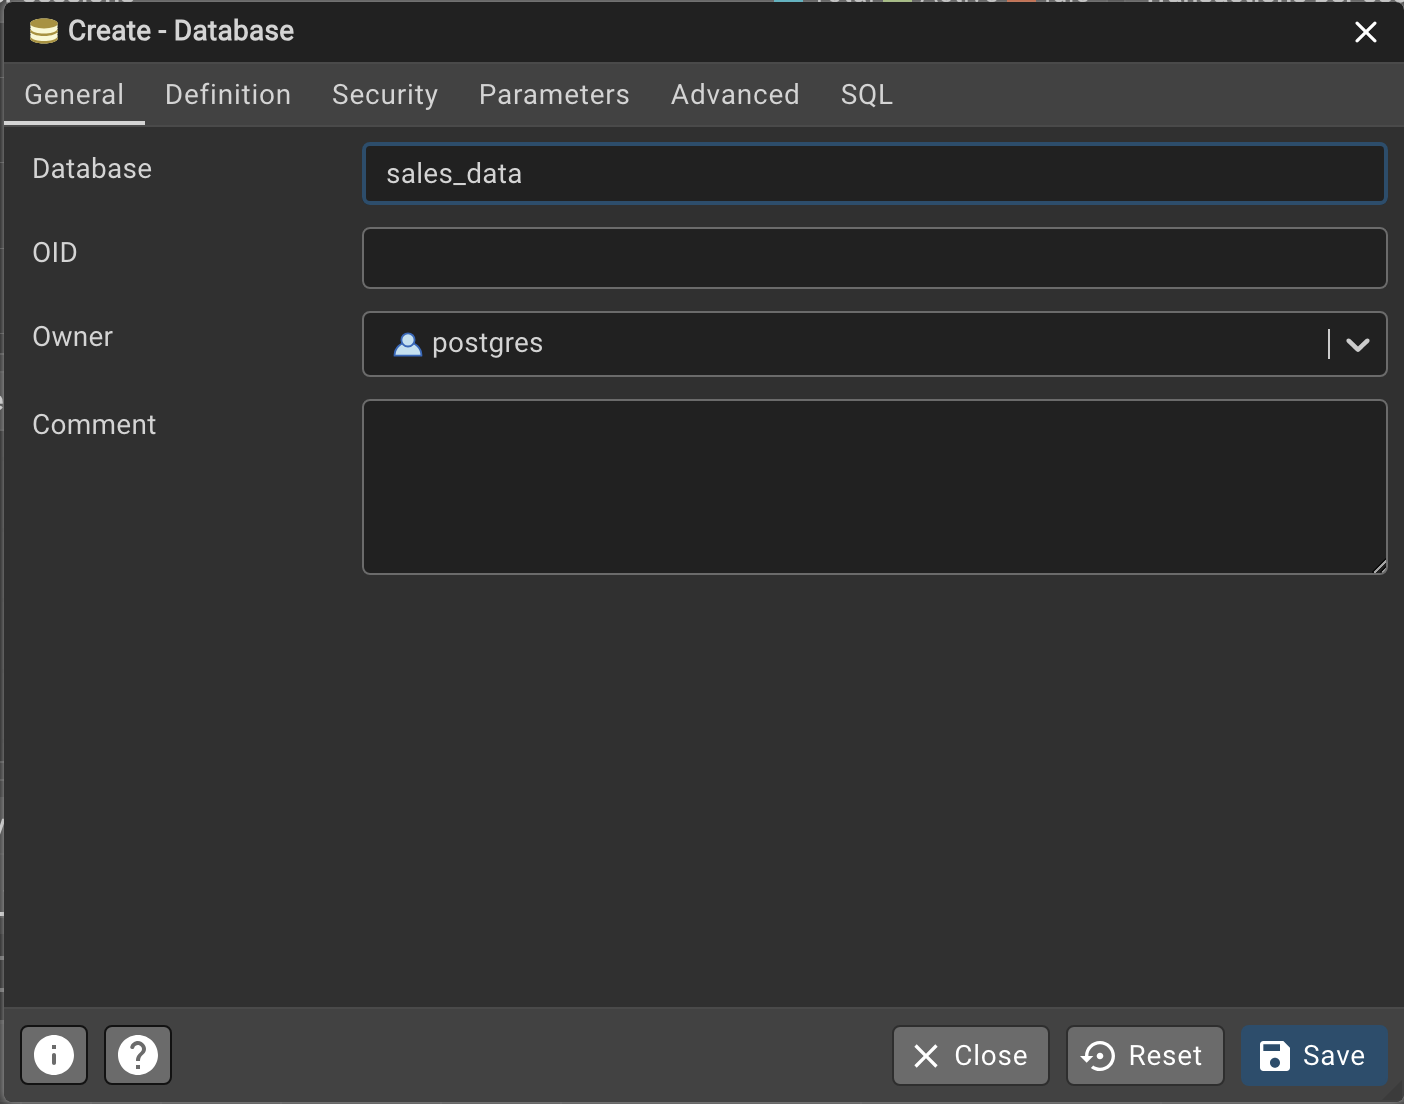 Create - Database
General Definition Security Parameters Advanced SQL
Database sales_data
OID
Owner postgres
Comment
Close Reset Save